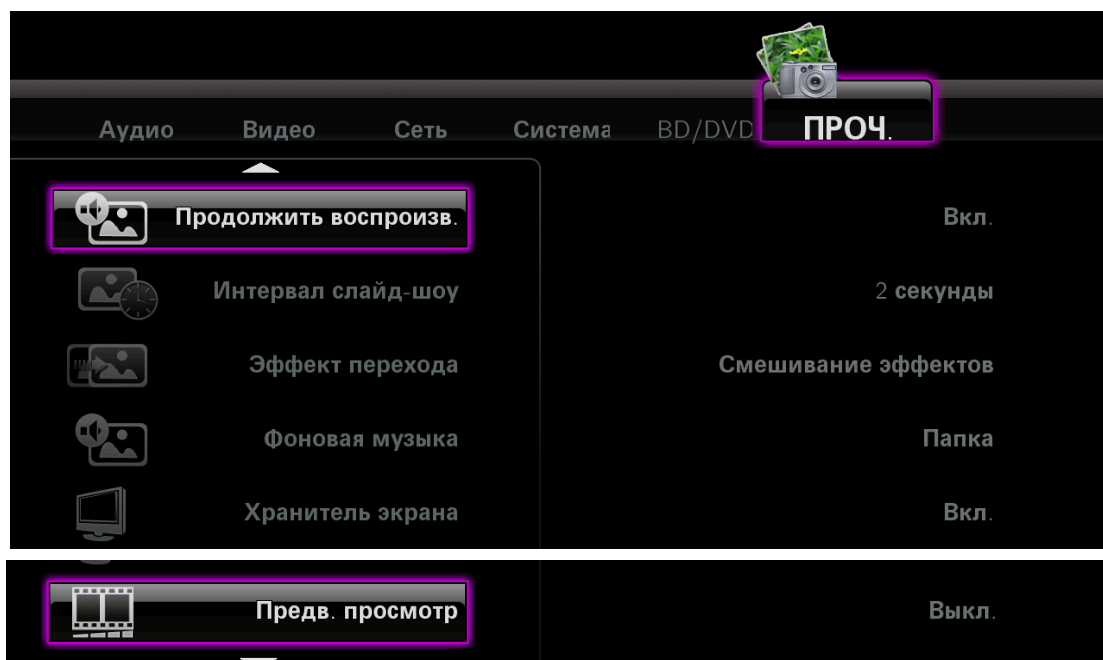 Аудио Видео Сеть Система BD/DVD ПРОЧ.
Продолжить воспроизв. Вкл.
Интервал слайд-шоу 2 секунды
Эффект перехода Смешивание эффектов
Фоновая музыка Папка
Хранитель экрана Вкл.
Предв. просмотр Выкл.